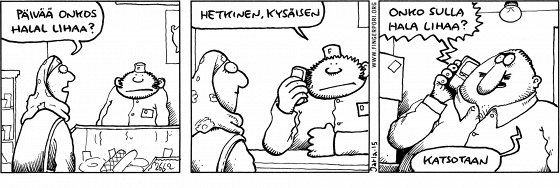 PÄIVÄÄ ONKOS
HALAL LIHAA?
HETKINEN, KYSÄISEN
WWW.FINGERPORI.ORG
Jarla-15
ONKO SULLA
HALA LIHAA?
KATSOTAAN